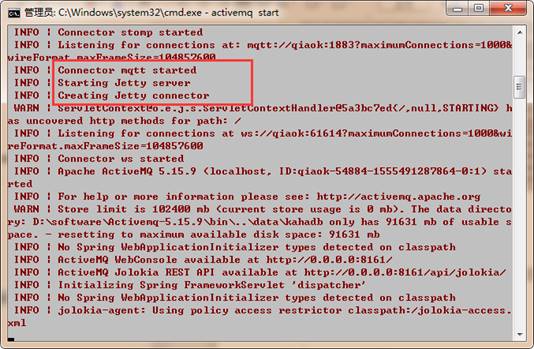 管理员: C:\Windows\system32\cmd.exe - activemq  start
INFO | Connector stomp started
INFO | Listening for connections at: mqtt://qiaok:1883?maximumConnections=1000&
wireFormat.maxFrameSize=104857600
INFO | Connector mqtt started
INFO | Starting Jetty server
INFO | Creating Jetty connector
WARN | ServletContext@o.e.j.s.ServletContextHandler@5a3bc7ed{/,null,STARTING} h
as uncovered http methods for path: /
INFO | Listening for connections at ws://qiaok:61614?maximumConnections=1000&wi
reFormat.maxFrameSize=104857600
INFO | Connector ws started
INFO | Apache ActiveMQ 5.15.9 (localhost, ID:qiaok-54884-1555491287864-0:1) sta
rted
INFO | For help or more information please see: http://activemq.apache.org
WARN | Store limit is 102400 mb (current store usage is 0 mb). The data directo
ry: D:\software\Activemq-5.15.9\bin\..\data\kahadb only has 91631 mb of usable s
pace. - resetting to maximum available disk space: 91631 mb
INFO | No Spring WebApplicationInitializer types detected on classpath
INFO | ActiveMQ WebConsole available at http://0.0.0.0:8161/
INFO | ActiveMQ Jolokia REST API available at http://0.0.0.0:8161/api/jolokia/
INFO | Initializing Spring FrameworkServlet 'dispatcher'
INFO | No Spring WebApplicationInitializer types detected on classpath
INFO | jolokia-agent: Using policy access restrictor classpath:/jolokia-access.
xml